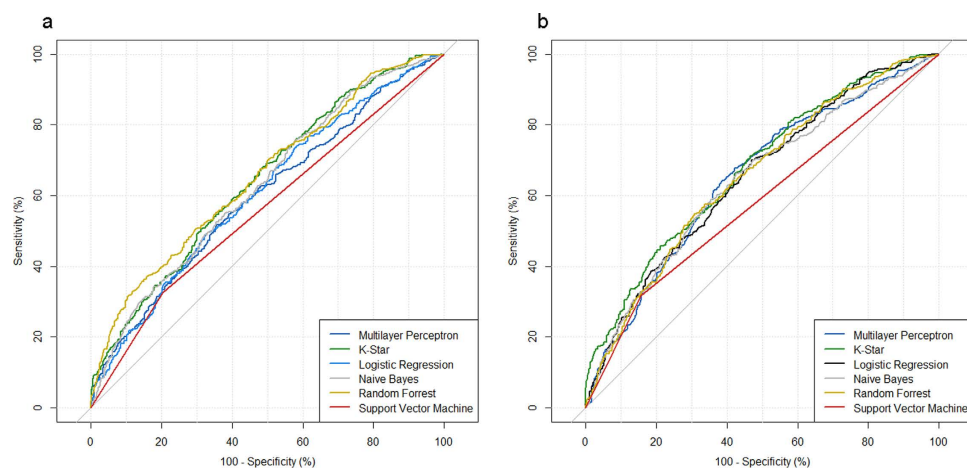 a
100
80
60
40
20
0
Sensitivity (%)
0 20 40 60 80 100
100 - Specificity (%)
Multilayer Perceptron
K-Star
Logistic Regression
Naive Bayes
Random Forrest
Support Vector Machine
b
100
80
60
40
20
0
Sensitivity (%)
0 20 40 60 80 100
100 - Specificity (%)
Multilayer Perceptron
K-Star
Logistic Regression
Naive Bayes
Random Forrest
Support Vector Machine